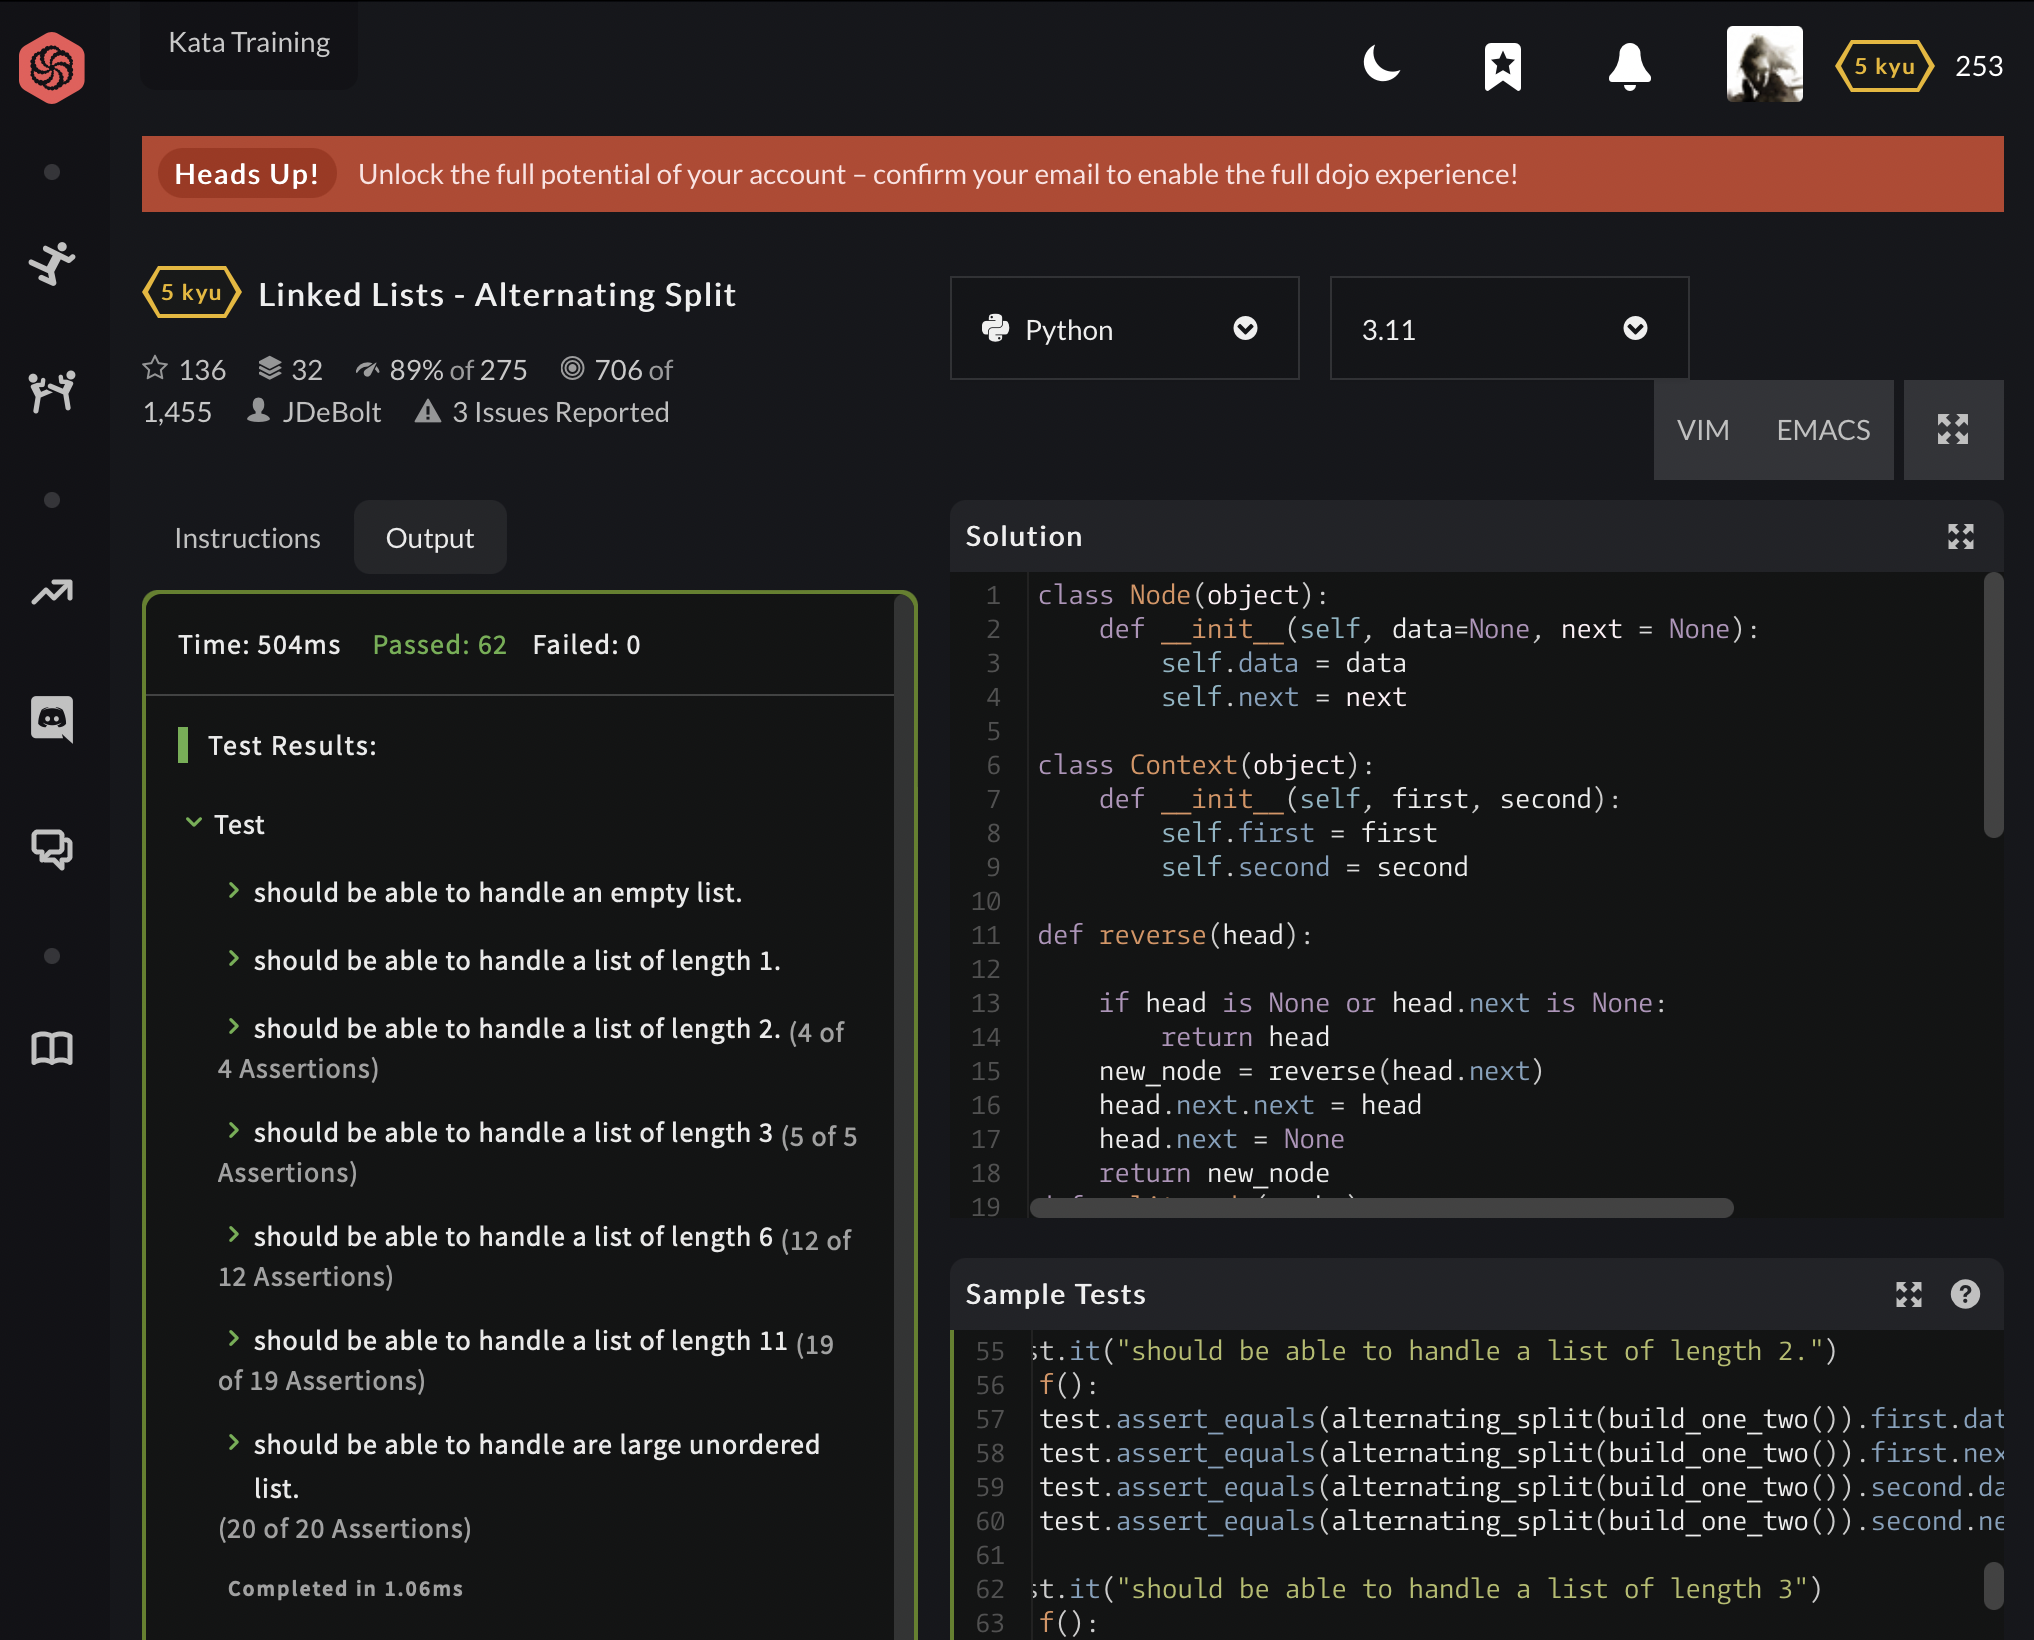 Kata Training
5 kyu 253
Heads Up! Unlock the full potential of your account – confirm your email to enable the full dojo experience!
5 kyu Linked Lists - Alternating Split
136 32 89% of 275 706 of
1,455 JDeBolt 3 Issues Reported
Python
3.11
VIM EMACS
Instructions Output
Time: 504ms Passed: 62 Failed: 0
Test Results:
Test
should be able to handle an empty list.
should be able to handle a list of length 1.
should be able to handle a list of length 2. (4 of
4 Assertions)
should be able to handle a list of length 3 (5 of 5
Assertions)
should be able to handle a list of length 6 (12 of
12 Assertions)
should be able to handle a list of length 11 (19
of 19 Assertions)
should be able to handle are large unordered
list.
(20 of 20 Assertions)
Completed in 1.06ms
Solution
1 class Node(object):
2     def __init__(self, data=None, next = None):
3         self.data = data
4         self.next = next
5
6 class Context(object):
7     def __init__(self, first, second):
8         self.first = first
9         self.second = second
10
11 def reverse(head):
12
13     if head is None or head.next is None:
14         return head
15     new_node = reverse(head.next)
16     head.next.next = head
17     head.next = None
18     return new_node
19
Sample Tests
55 st.it("should be able to handle a list of length 2.")
56 f():
57 test.assert_equals(alternating_split(build_one_two()).first.dat
58 test.assert_equals(alternating_split(build_one_two()).first.nex
59 test.assert_equals(alternating_split(build_one_two()).second.da
60 test.assert_equals(alternating_split(build_one_two()).second.ne
61
62 st.it("should be able to handle a list of length 3")
63 f():